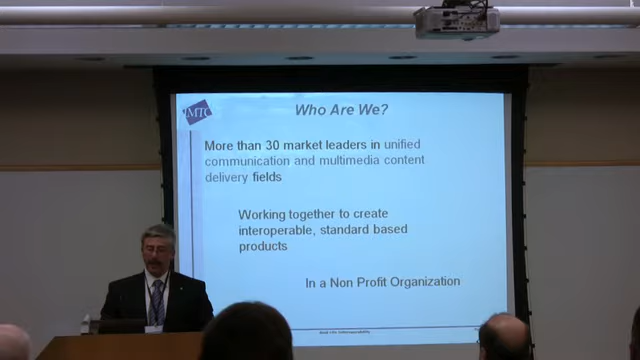 MTC
Who Are We?
More than 30 market leaders in unified
communication and multimedia content
delivery fields
Working together to create
interoperable, standard based
products
In a Non Profit Organization